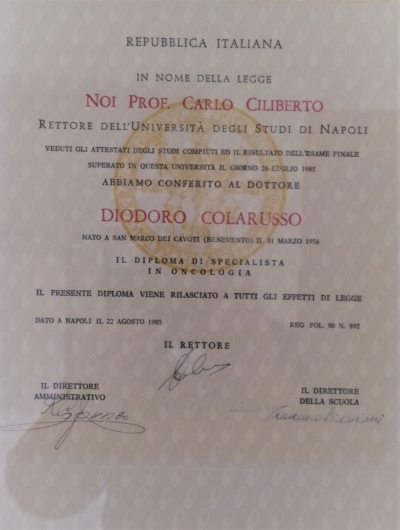 REPUBBLICA ITALIANA
IN NOME DELLA LEGGE
NOI PROF. CARLO CILIBERTO
RETTORE DELL'UNIVERSITÀ DEGLI STUDI DI NAPOLI
VEDUTI GLI ATTESTATI DEGLI STUDI COMPIUTI ED IL RISULTATO DELL'ESAME FINALE
SUPERATO IN QUESTA UNIVERSITÀ IL GIORNO 26 LUGLIO 1985
ABBIAMO CONFERITO AL DOTTORE
DIODORO COLARUSSO
NATO A SAN MARCO DEI CAVOTI (BENEVENTO) IL 31 MARZO 1956
IL DIPLOMA DI SPECIALISTA
IN ONCOLOGIA
IL PRESENTE DIPLOMA VIENE RILASCIATO A TUTTI GLI EFFETTI DI LEGGE
DATO A NAPOLI IL 22 AGOSTO 1985
REG FOL. 90 N. 892
IL RETTORE
IL DIRETTORE
AMMINISTRATIVO
IL DIRETTORE
DELLA SCUOLA